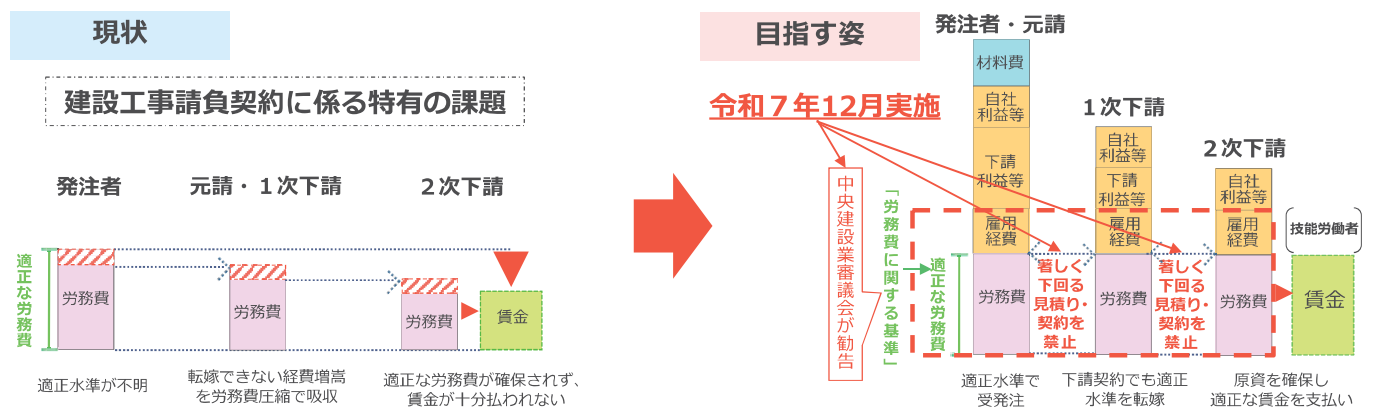 現状
建設工事請負契約に係る特有の課題
発注者
元請・１次下請
２次下請
適正な労務費
労務費
労務費
労務費
賃金
適正水準が不明
転嫁できない経費増嵩
を労務費圧縮で吸収
適正な労務費が確保されず、
賃金が十分払われない
目指す姿
令和７年12月実施
中央建設業審議会が勧告
「労務費に関する基準」
適正な労務費
発注者・元請
材料費
自社
利益等
下請
利益等
雇用
経費
労務費
著しく
下回る
見積り・
契約を
禁止
１次下請
自社
利益等
下請
利益等
雇用
経費
労務費
著しく
下回る
見積り・
契約を
禁止
２次下請
自社
利益等
雇用
経費
労務費
技能労働者
賃金
適正水準で
受発注
下請契約でも適正
水準を転嫁
原資を確保し
適正な賃金を支払い